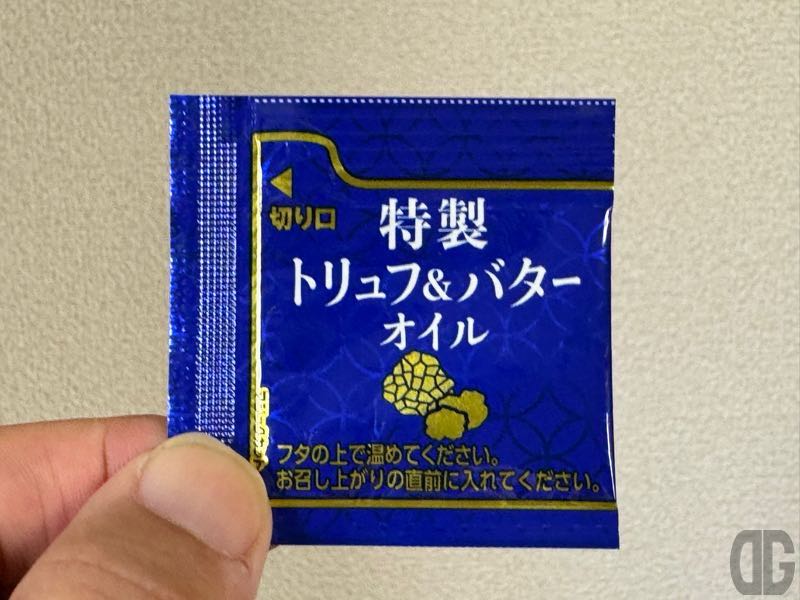 切り口
特製
トリュフ&バター
オイル
フタの上で温めてください。
お召し上がりの直前に入れてください。
DG